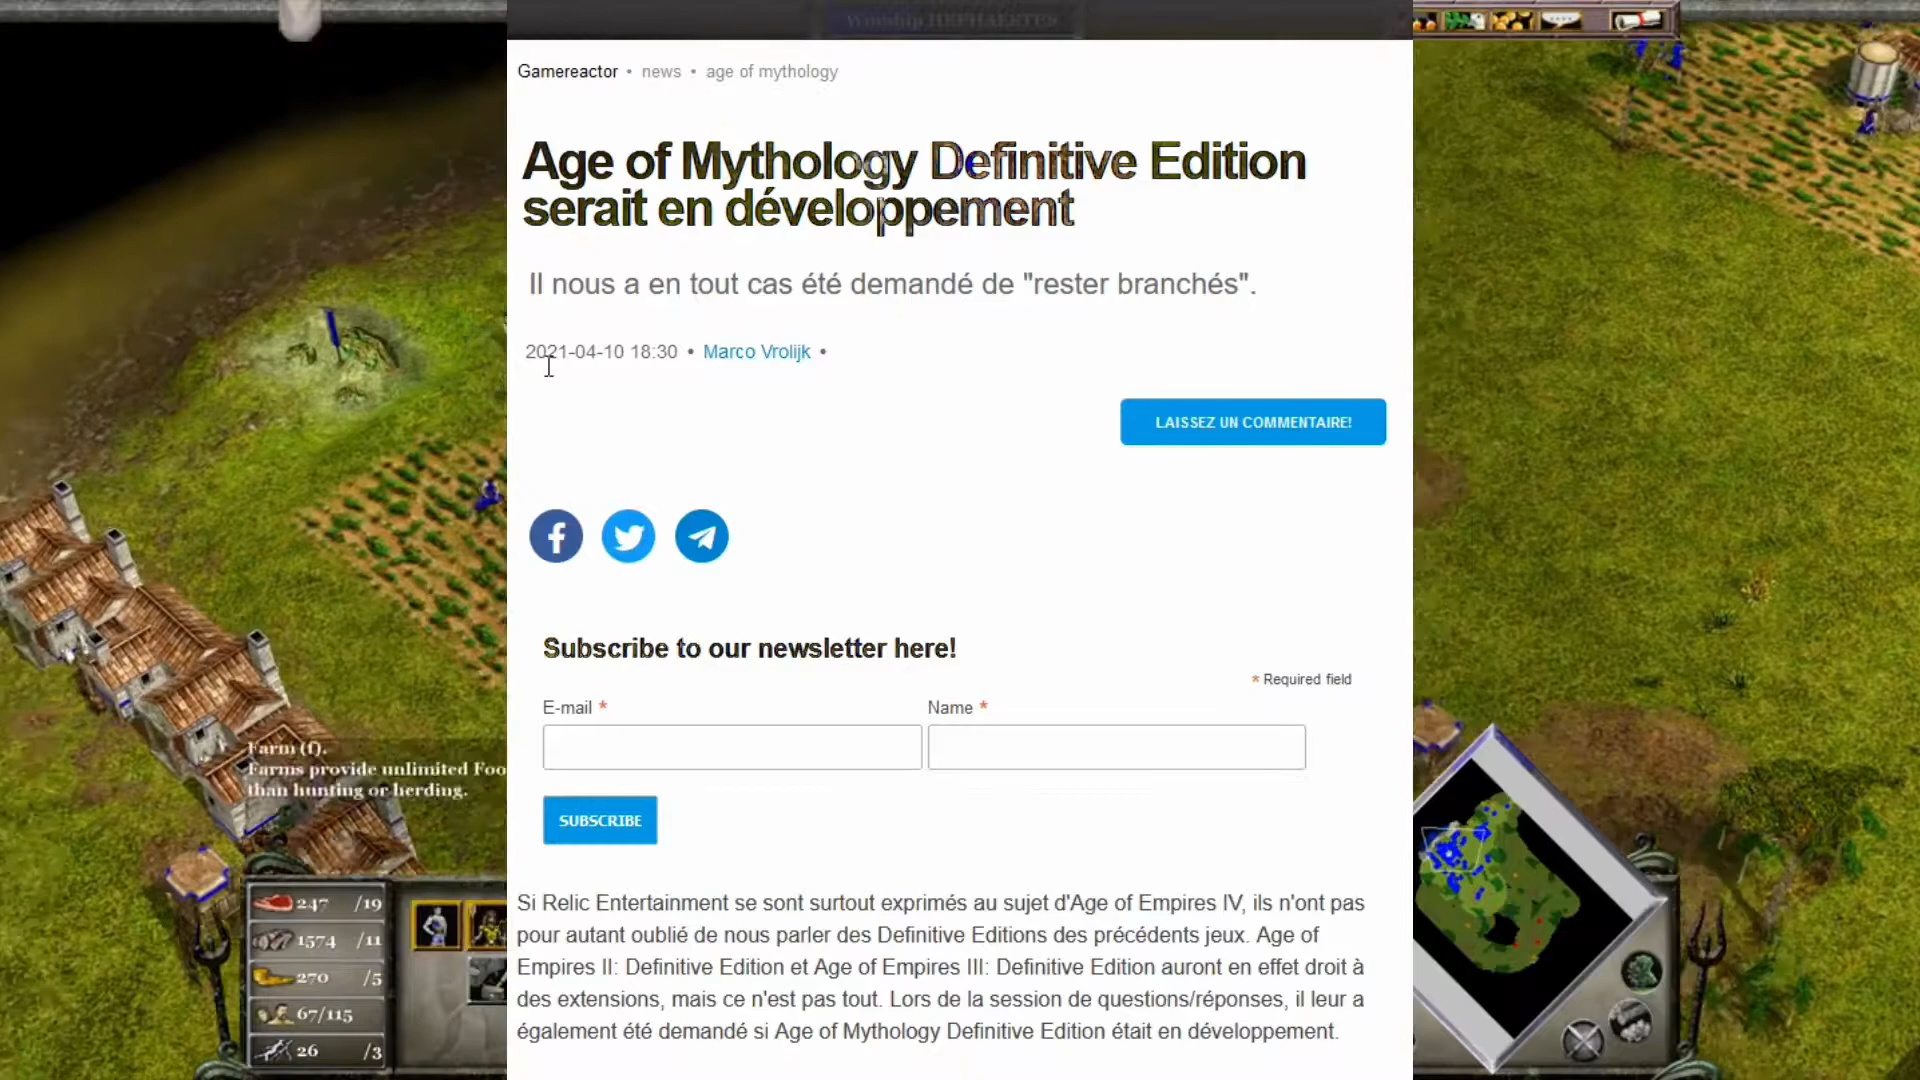 Worship HEPHAESTUS
Gamereactor • news • age of mythology
Age of Mythology Definitive Edition
serait en développement
Il nous a en tout cas été demandé de "rester branchés".
2021-04-10 18:30 • Marco Vrolijk •
LAISSEZ UN COMMENTAIRE!
Subscribe to our newsletter here!
* Required field
E-mail *
Name *
SUBSCRIBE
Farm (f).
Farms provide unlimited Foo
than hunting or herding.
247 /19
1574 /11
270 /5
67/115
26 /3
Si Relic Entertainment se sont surtout exprimés au sujet d'Age of Empires IV, ils n'ont pas
pour autant oublié de nous parler des Definitive Editions des précédents jeux. Age of
Empires II: Definitive Edition et Age of Empires III: Definitive Edition auront en effet droit à
des extensions, mais ce n'est pas tout. Lors de la session de questions/réponses, il leur a
également été demandé si Age of Mythology Definitive Edition était en développement.